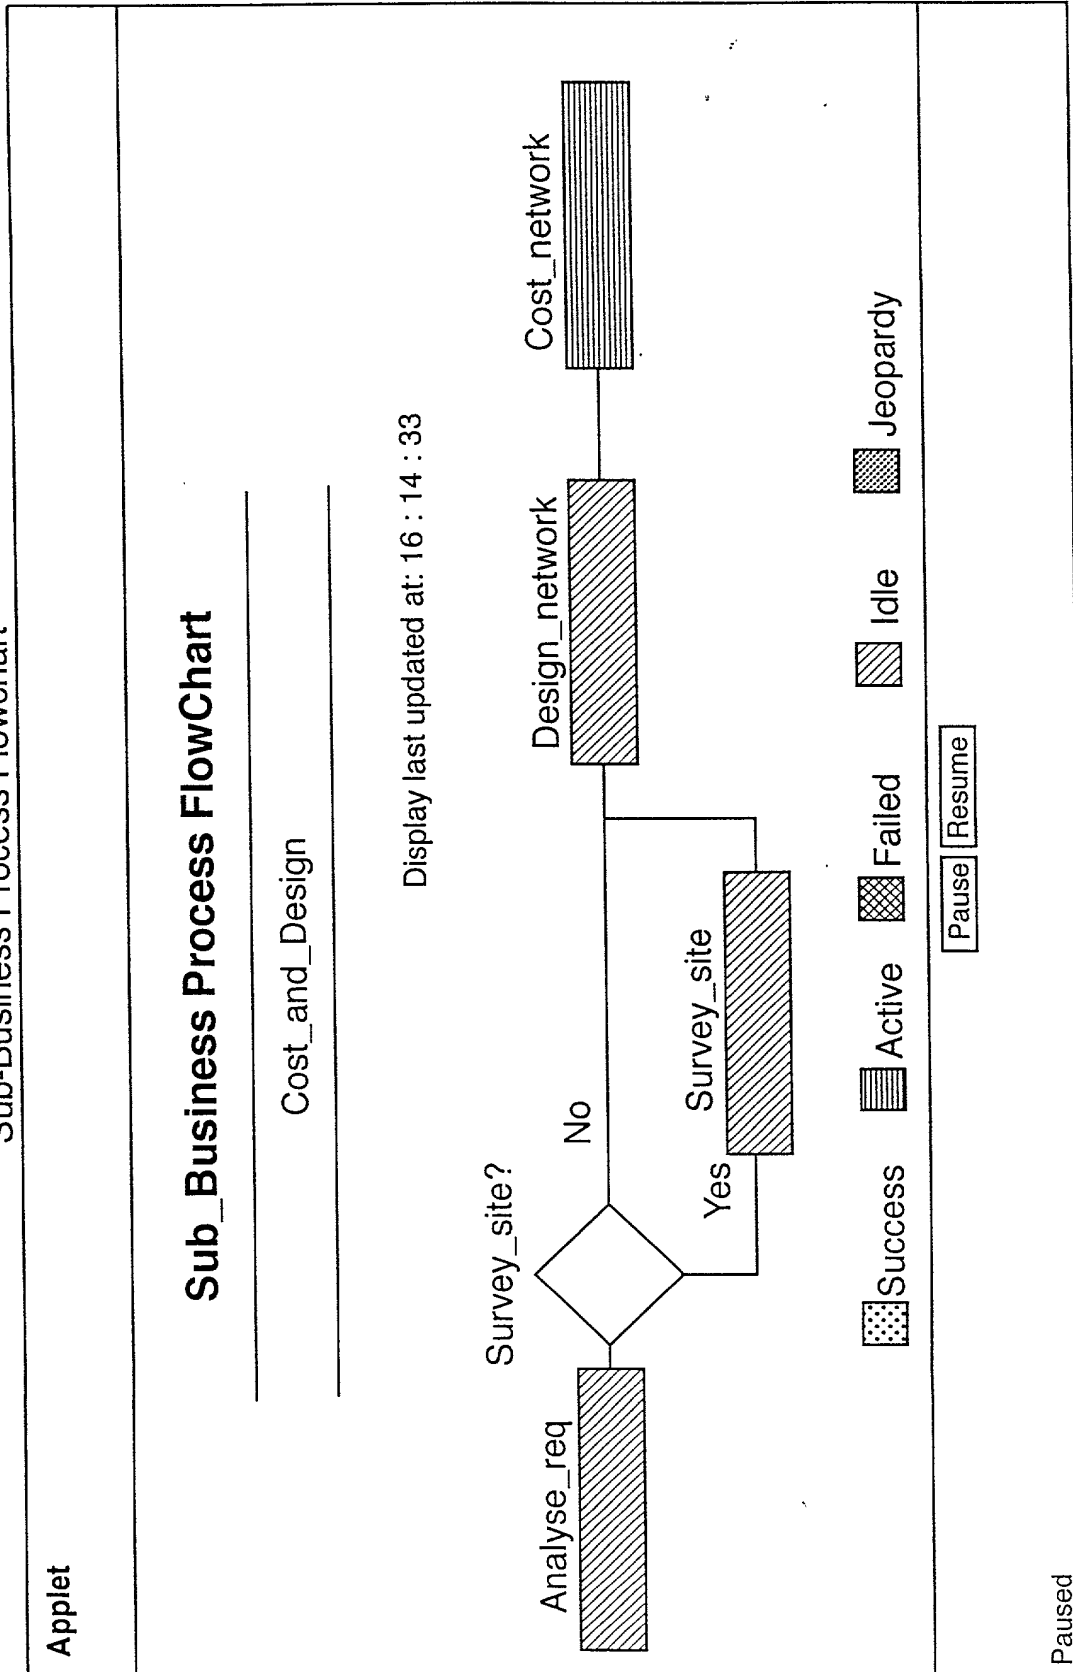 Sub-Business Process Flowchart
Applet
Sub_Business Process FlowChart
Cost_and_Design
Display last updated at: 16 : 14 : 33
Survey_site?
Analyse_req
No
Design_network
Cost_network
Yes
Survey_site
Success
Active
Failed
Idle
Jeopardy
Pause
Resume
Paused